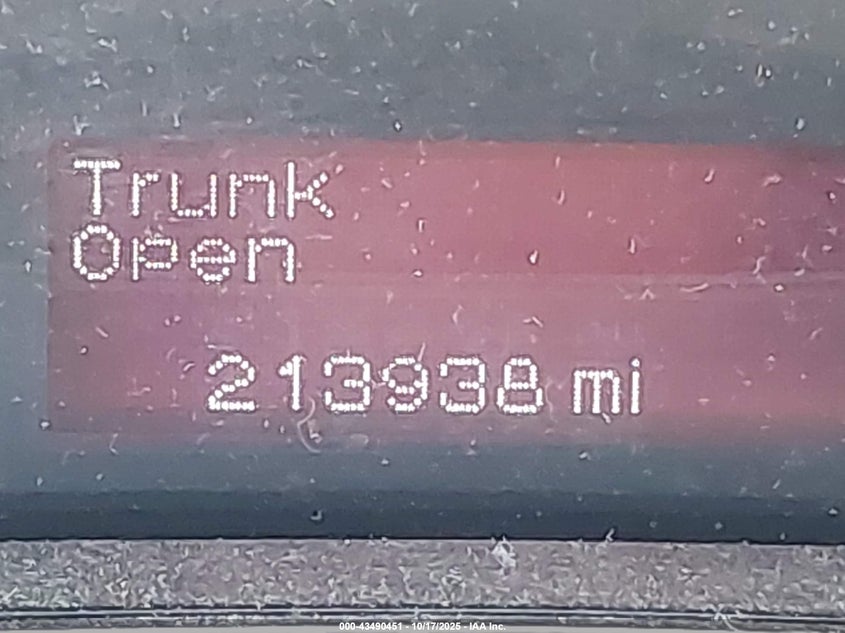 Trunk
Open
213938 mi
000-43490451 - 10/17/2025 - IAA Inc.